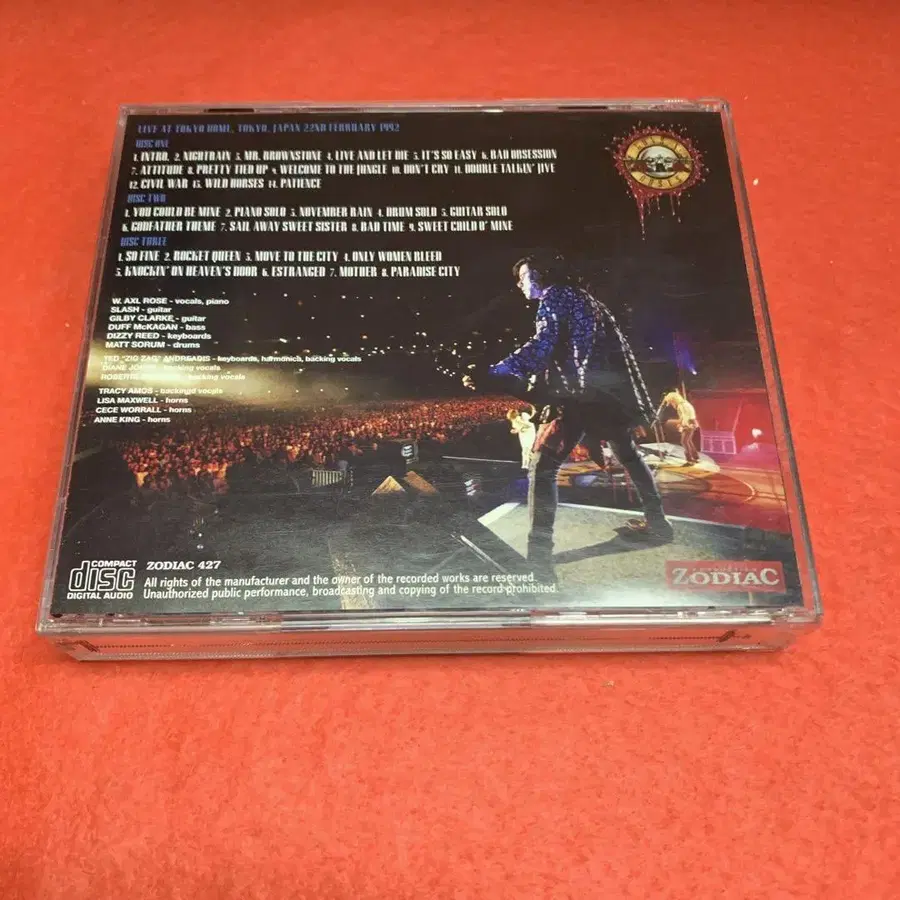 LIVE AT TOKYO DOME, TOKYO, JAPAN 22ND FEBRUARY 1992
DISC ONE
1. INTRO. 2. NIGHTRAIN 3. MR. BROWNSTONE 4. LIVE AND LET DIE 5. IT'S SO EASY 6. BAD OBSESSION
7. ATTITUDE 8. PRETTY TIED UP 9. WELCOME TO THE JUNGLE 10. DON'T CRY 11. DOUBLE TALKIN' JIVE
12. CIVIL WAR 13. WILD HORSES 14. PATIENCE
DISC TWO
1. YOU COULD BE MINE 2. PIANO SOLO 3. NOVEMBER RAIN 4. DRUM SOLO 5. GUITAR SOLO
6. GODFATHER THEME 7. SAIL AWAY SWEET SISTER 8. BAD TIME 9. SWEET CHILD O' MINE
DISC THREE
1. SO FINE 2. ROCKET QUEEN 3. MOVE TO THE CITY 4. ONLY WOMEN BLEED
5. KNOCKIN' ON HEAVEN'S DOOR 6. ESTRANGED 7. MOTHER 8. PARADISE CITY
W. AXL ROSE - vocals, piano
SLASH - guitar
GILBY CLARKE - guitar
DUFF McKAGAN - bass
DIZZY REED - keyboards
MATT SORUM - drums
TED "ZIG ZAG" ANDREADIS - keyboards, harmonica, backing vocals
DIANE - backing vocals
- backing vocals
TRACY AMOS - backing vocals
LISA MAXWELL - horns
CECE WORRALL - horns
ANNE KING - horns
COMPACT
disc
DIGITAL AUDIO
ZODIAC 427
All rights of the manufacturer and the owner of the recorded works are reserved.
Unauthorized public performance, broadcasting and copying of the record prohibited.
ZODIAC